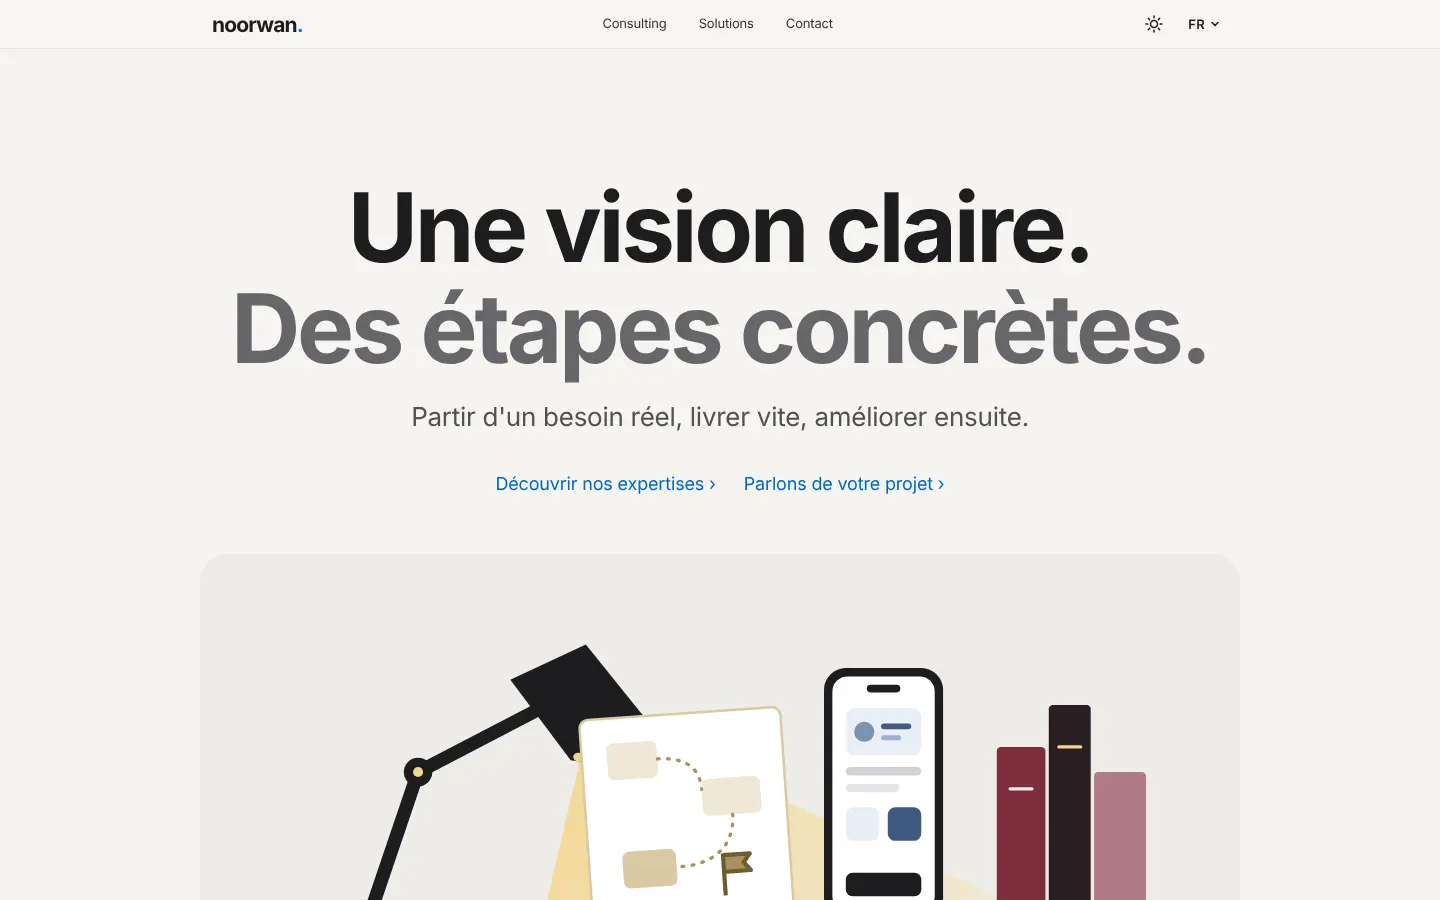 noorwan.
Consulting
Solutions
Contact
FR
Une vision claire.
Des étapes concrètes.
Partir d'un besoin réel, livrer vite, améliorer ensuite.
Découvrir nos expertises ›
Parlons de votre projet ›